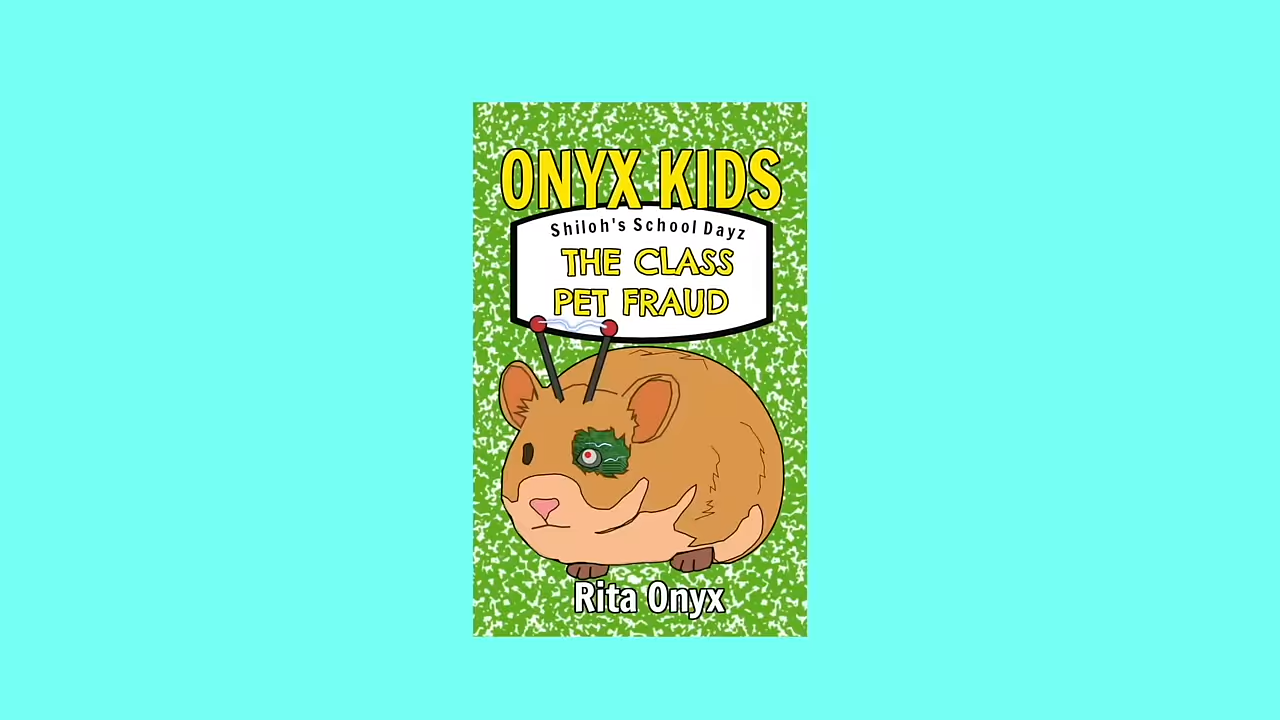 ONYX KIDS
Shiloh's School Dayz
THE CLASS
PET FRAUD
Rita Onyx